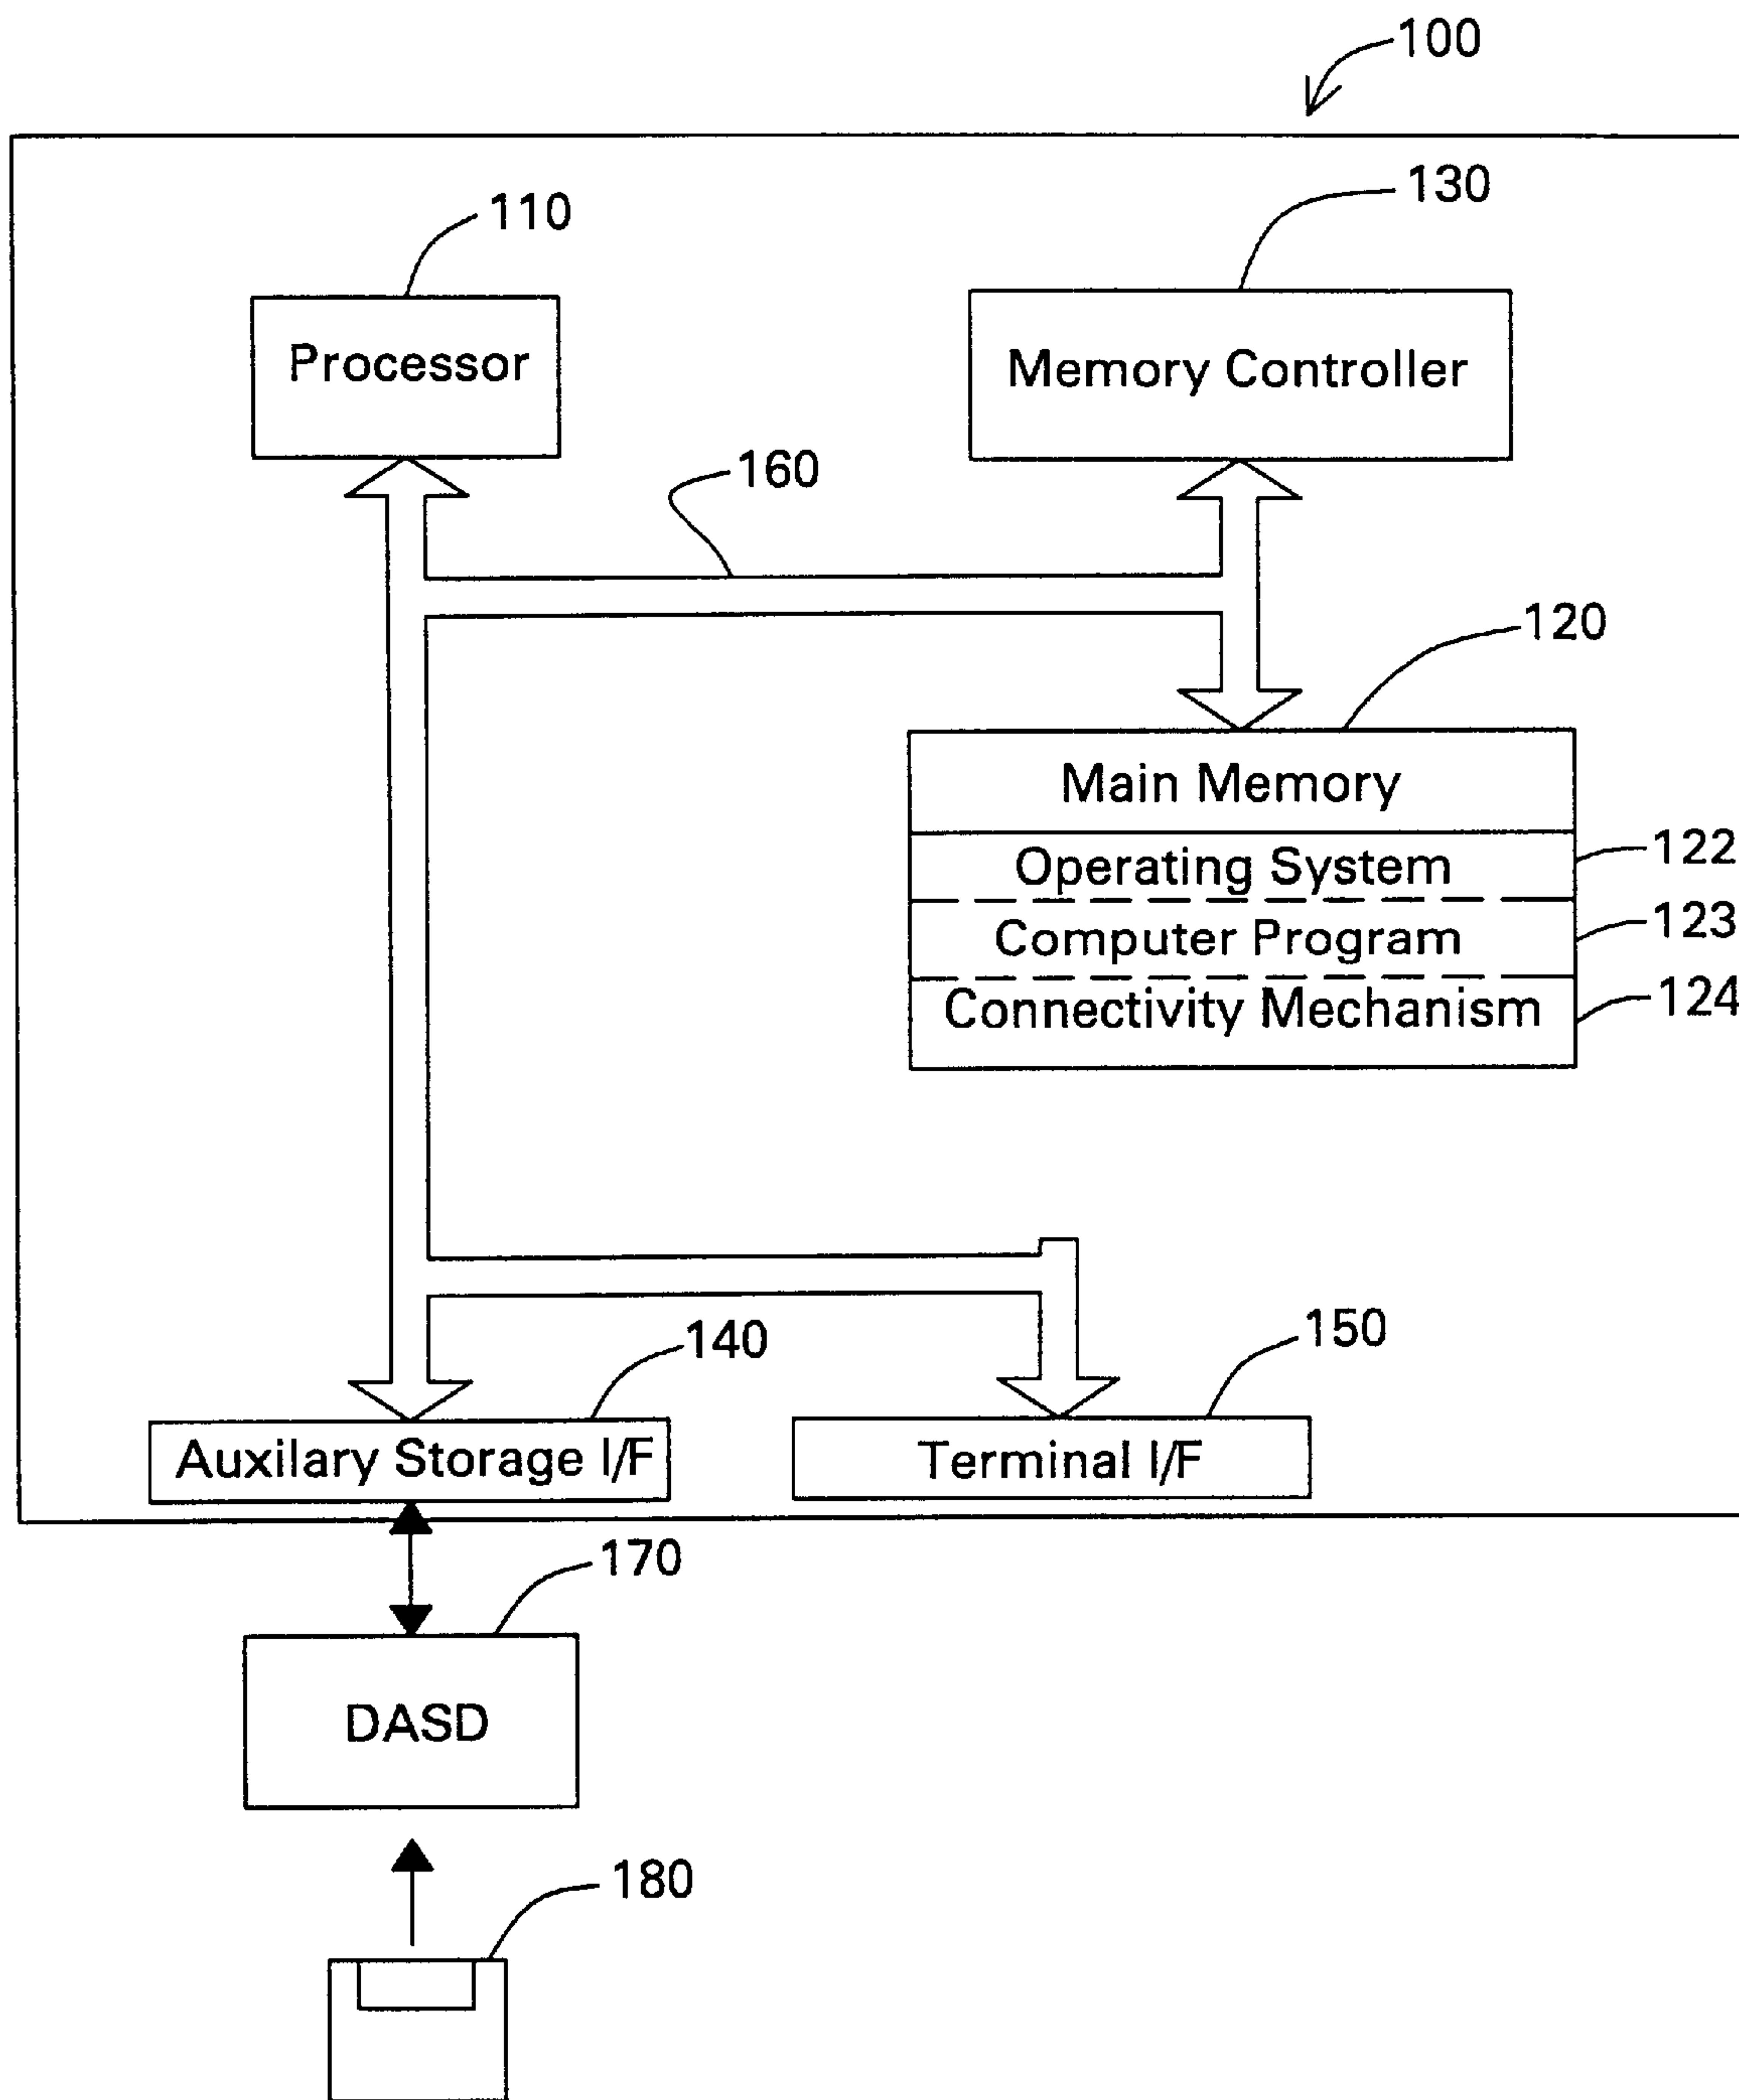 100
130
110
Processor
Memory Controller
160
120
Main Memory
Operating System
122
Computer Program
123
Connectivity Mechanism
124
140
150
Auxilary Storage I/F
Terminal I/F
170
DASD
180